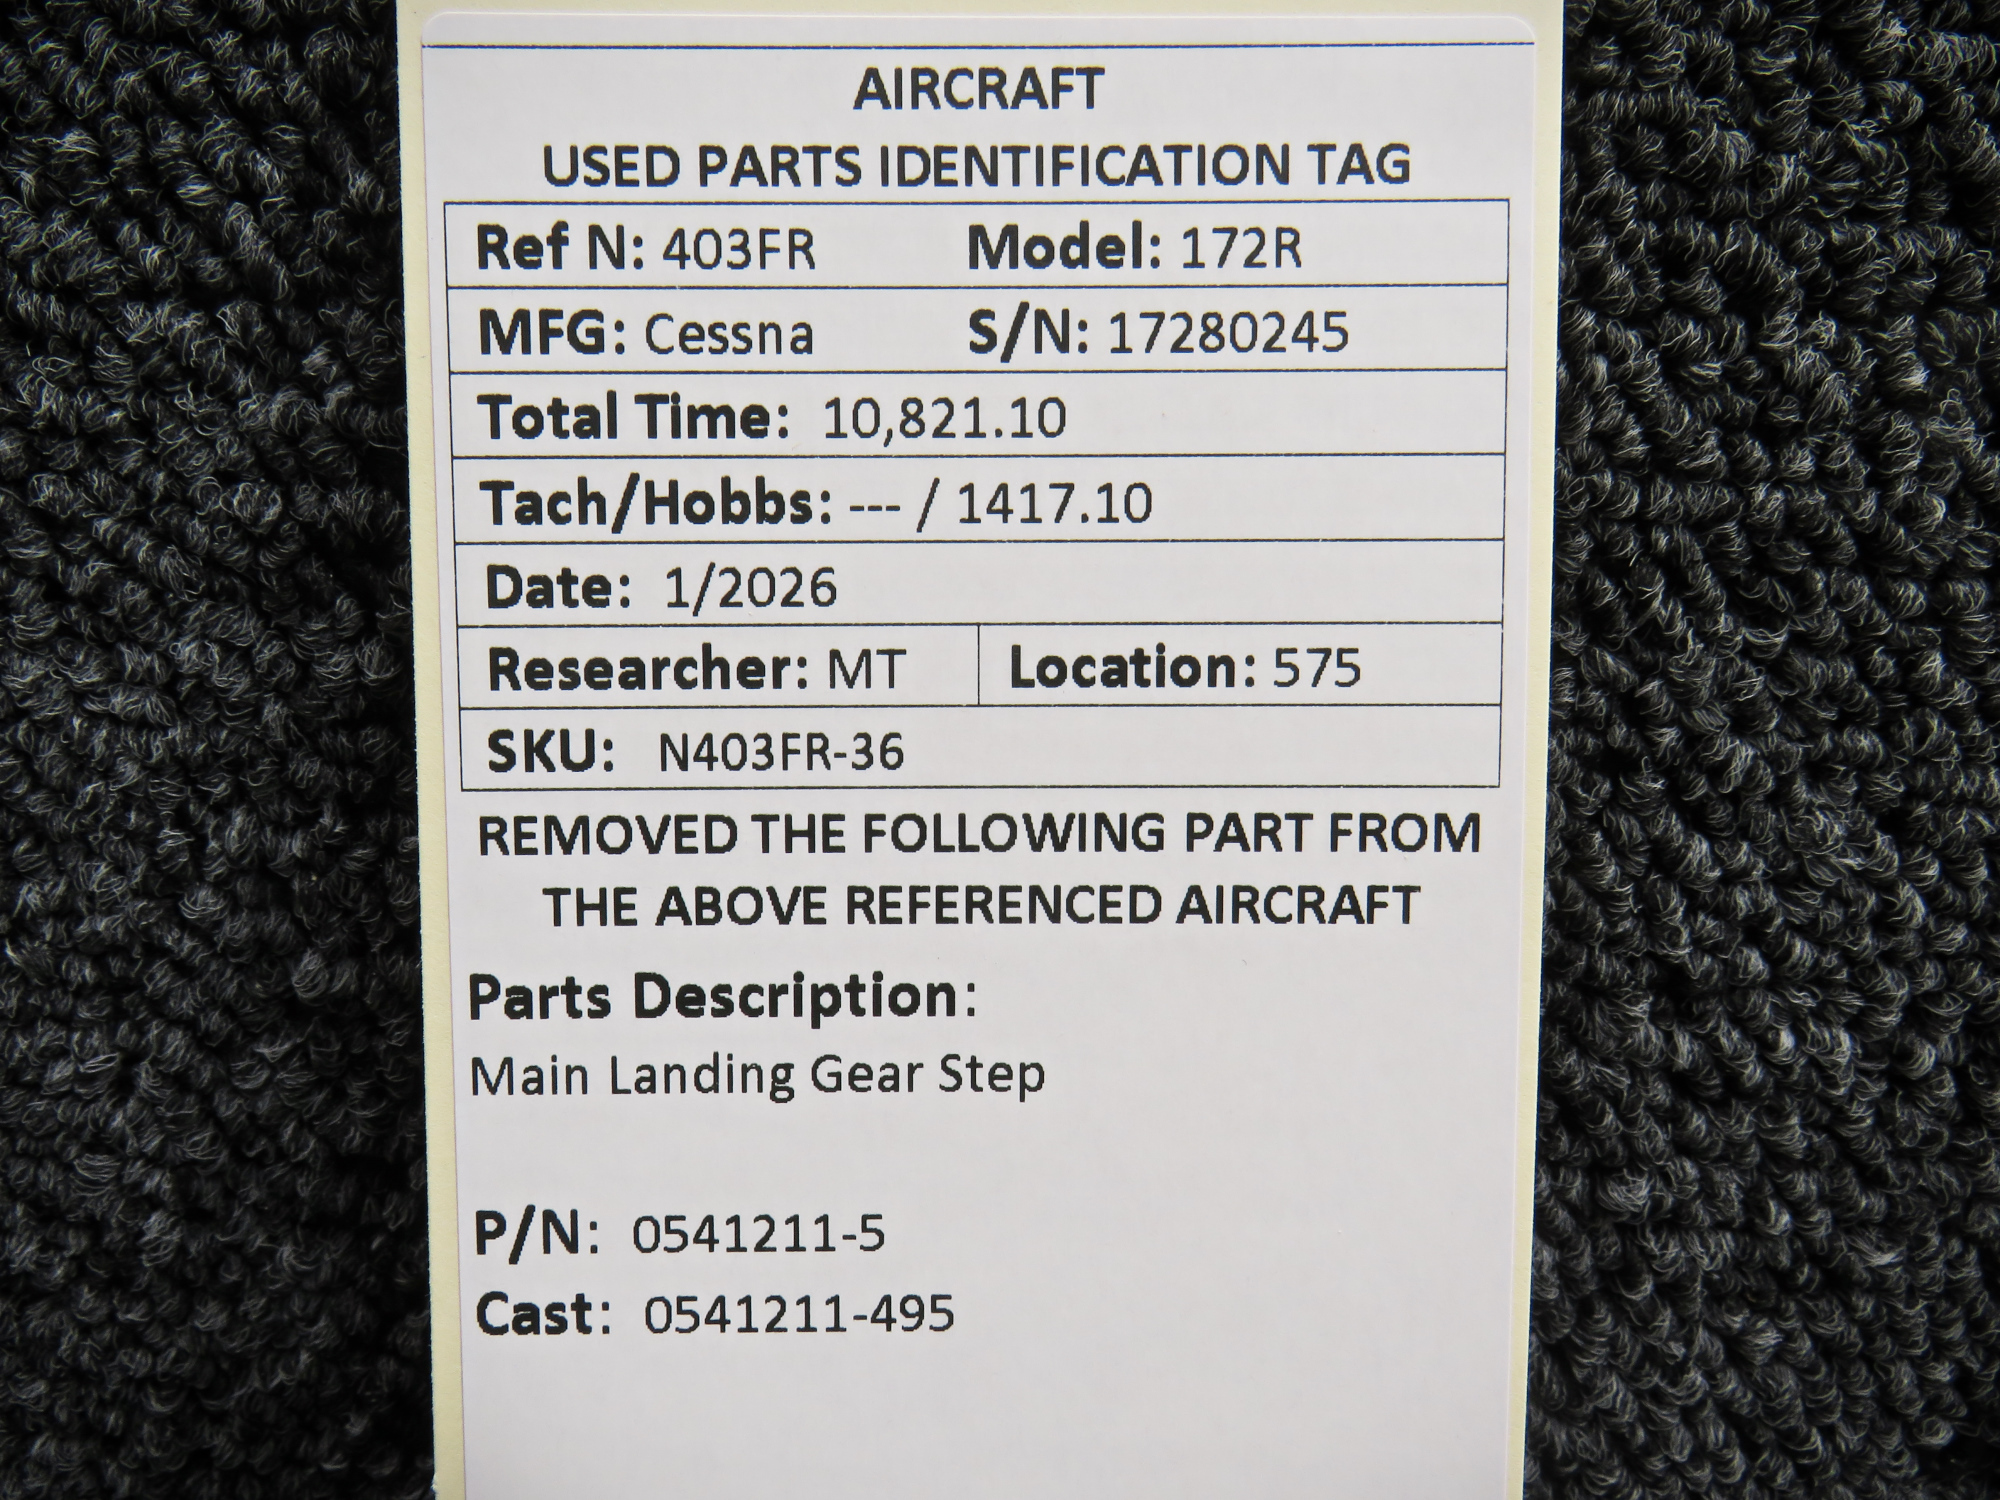 AIRCRAFT
USED PARTS IDENTIFICATION TAG
Ref N: 403FR Model: 172R
MFG: Cessna S/N: 17280245
Total Time: 10,821.10
Tach/Hobbs: --- / 1417.10
Date: 1/2026
Researcher: MT Location: 575
SKU: N403FR-36
REMOVED THE FOLLOWING PART FROM
THE ABOVE REFERENCED AIRCRAFT
Parts Description:
Main Landing Gear Step
P/N: 0541211-5
Cast: 0541211-495